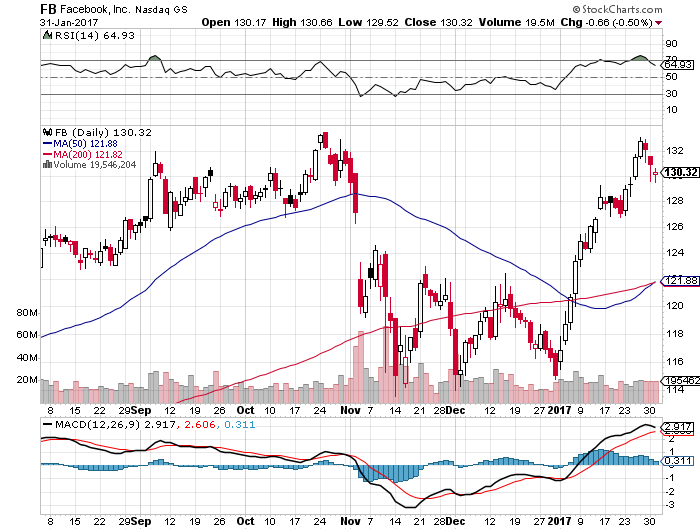 FB Facebook, Inc. Nasdaq GS
© StockCharts.com
31-Jan-2017 Open 130.17 High 130.66 Low 129.52 Close 130.32 Volume 19.5M Chg -0.66 (-0.50%)
RSI(14) 64.93
90
70
64.93
50
30
10
FB (Daily) 130.32
MA(50) 121.88
MA(200) 121.82
Volume 19,546,204
132
130.32
128
126
124
121.88
120
118
116
114
80M
60M
40M
20M
19546204
8 15 22 29 Sep 12 19 26 Oct 10 17 24 Nov 7 14 21 28 Dec 12 19 27 2017 9 17 23 30
MACD(12,26,9) 2.917, 2.606, 0.311
2.917
0.311
2
1
0
-1
-2
-3
8 15 22 29 Sep 12 19 26 Oct 10 17 24 Nov 7 14 21 28 Dec 12 19 27 2017 9 17 23 30